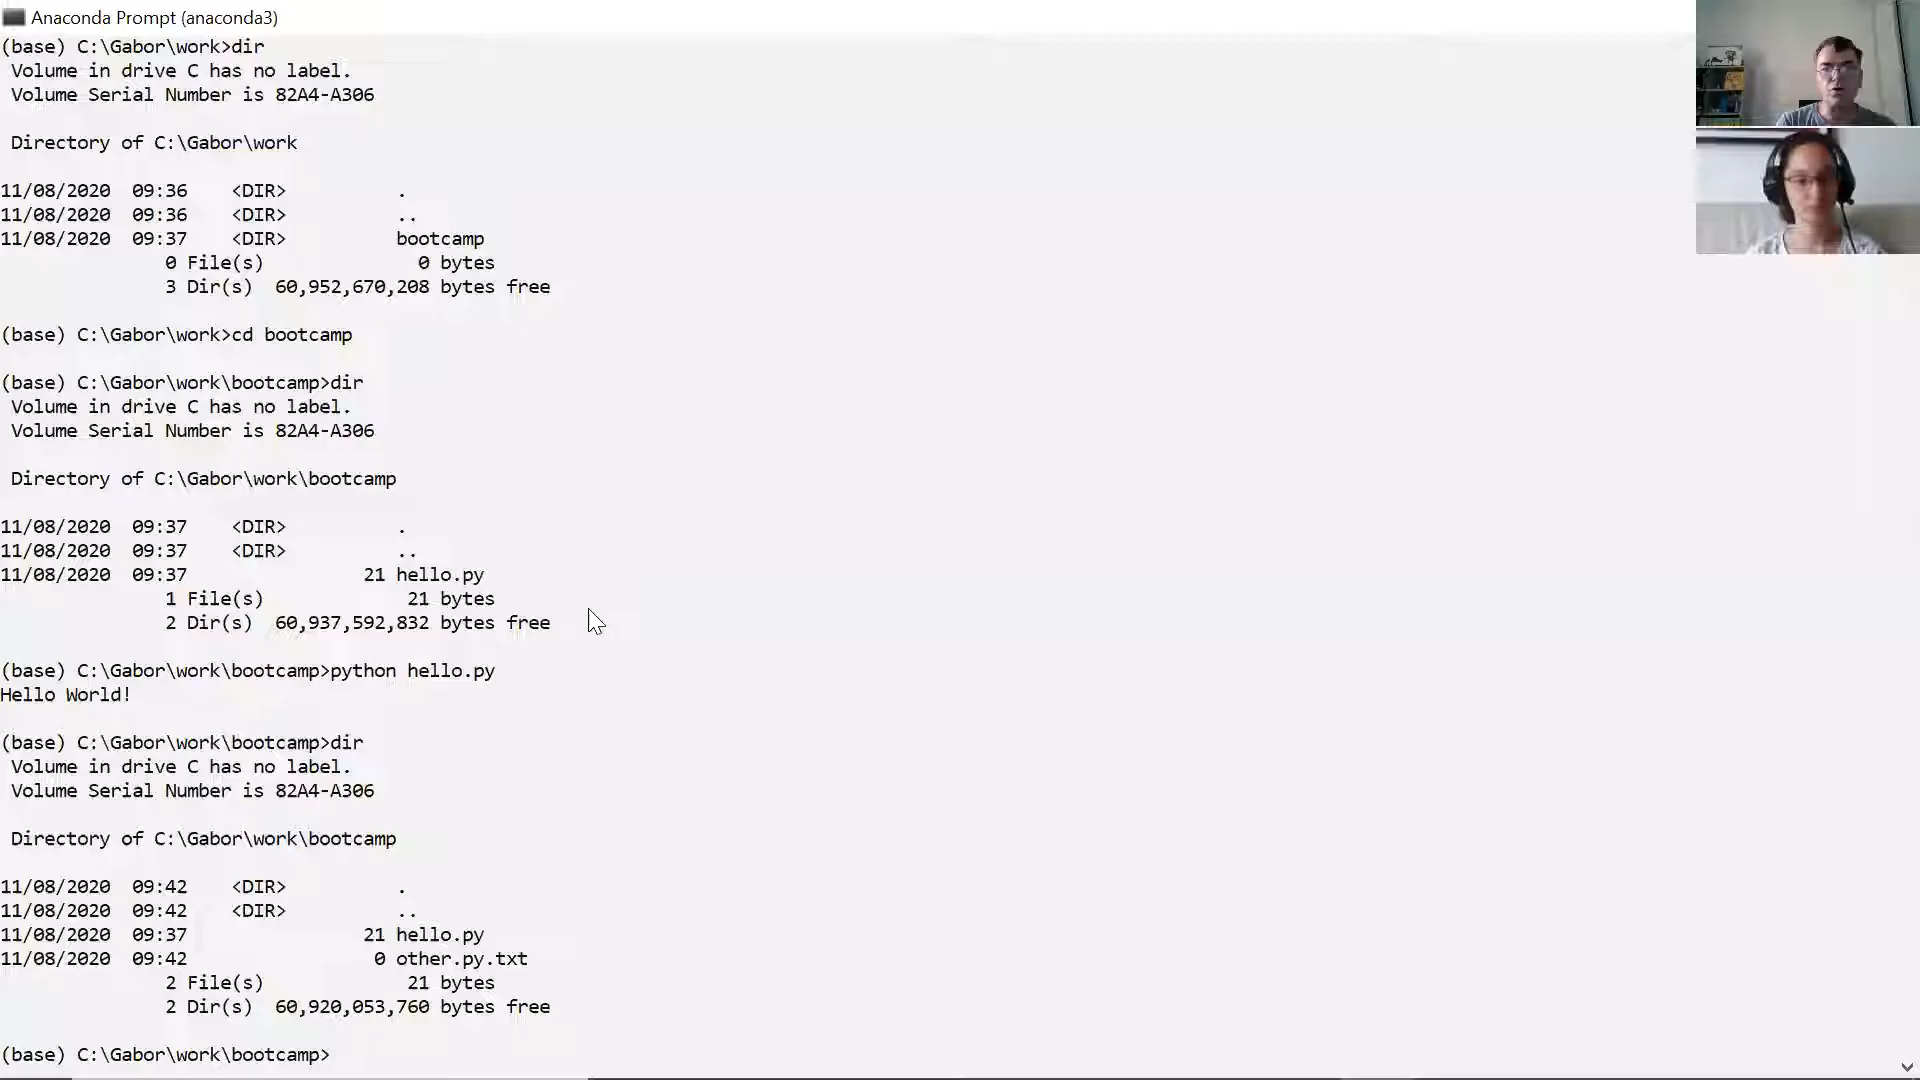 Anaconda Prompt (anaconda3)
(base) C:\Gabor\work>dir
 Volume in drive C has no label.
 Volume Serial Number is 82A4-A306

 Directory of C:\Gabor\work

11/08/2020  09:36    <DIR>          .
11/08/2020  09:36    <DIR>          ..
11/08/2020  09:37    <DIR>          bootcamp
               0 File(s)              0 bytes
               3 Dir(s)  60,952,670,208 bytes free

(base) C:\Gabor\work>cd bootcamp

(base) C:\Gabor\work\bootcamp>dir
 Volume in drive C has no label.
 Volume Serial Number is 82A4-A306

 Directory of C:\Gabor\work\bootcamp

11/08/2020  09:37    <DIR>          .
11/08/2020  09:37    <DIR>          ..
11/08/2020  09:37                21 hello.py
               1 File(s)             21 bytes
               2 Dir(s)  60,937,592,832 bytes free

(base) C:\Gabor\work\bootcamp>python hello.py
Hello World!

(base) C:\Gabor\work\bootcamp>dir
 Volume in drive C has no label.
 Volume Serial Number is 82A4-A306

 Directory of C:\Gabor\work\bootcamp

11/08/2020  09:42    <DIR>          .
11/08/2020  09:42    <DIR>          ..
11/08/2020  09:37                21 hello.py
11/08/2020  09:42                 0 other.py.txt
               2 File(s)             21 bytes
               2 Dir(s)  60,920,053,760 bytes free

(base) C:\Gabor\work\bootcamp>